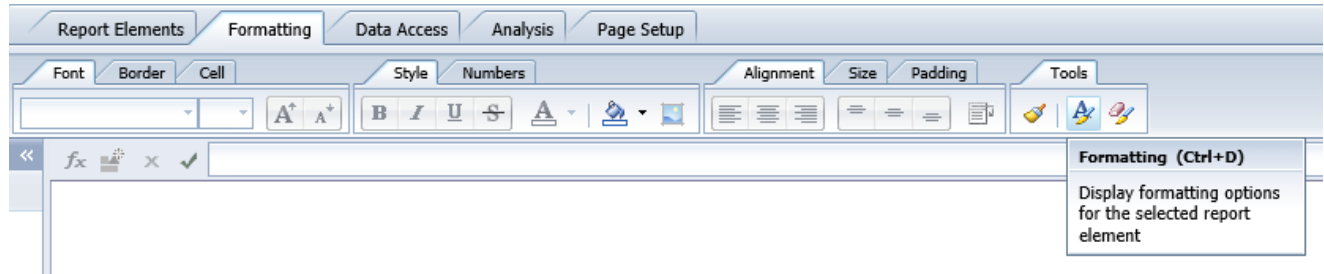 Report Elements Formatting Data Access Analysis Page Setup
Font Border Cell Style Numbers Alignment Size Padding Tools
A A B I U S A A
fx
Formatting (Ctrl+D)
Display formatting options
for the selected report
element